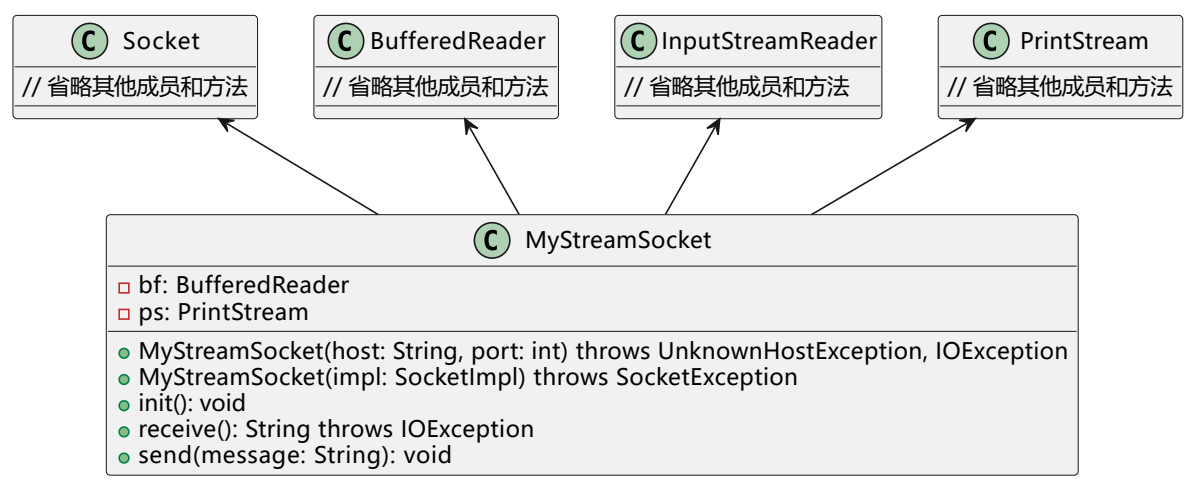 C Socket
// 省略其他成员和方法
C BufferedReader
// 省略其他成员和方法
C InputStreamReader
// 省略其他成员和方法
C PrintStream
// 省略其他成员和方法
C MyStreamSocket
bf: BufferedReader
ps: PrintStream
MyStreamSocket(host: String, port: int) throws UnknownHostException, IOException
MyStreamSocket(impl: SocketImpl) throws SocketException
init(): void
receive(): String throws IOException
send(message: String): void